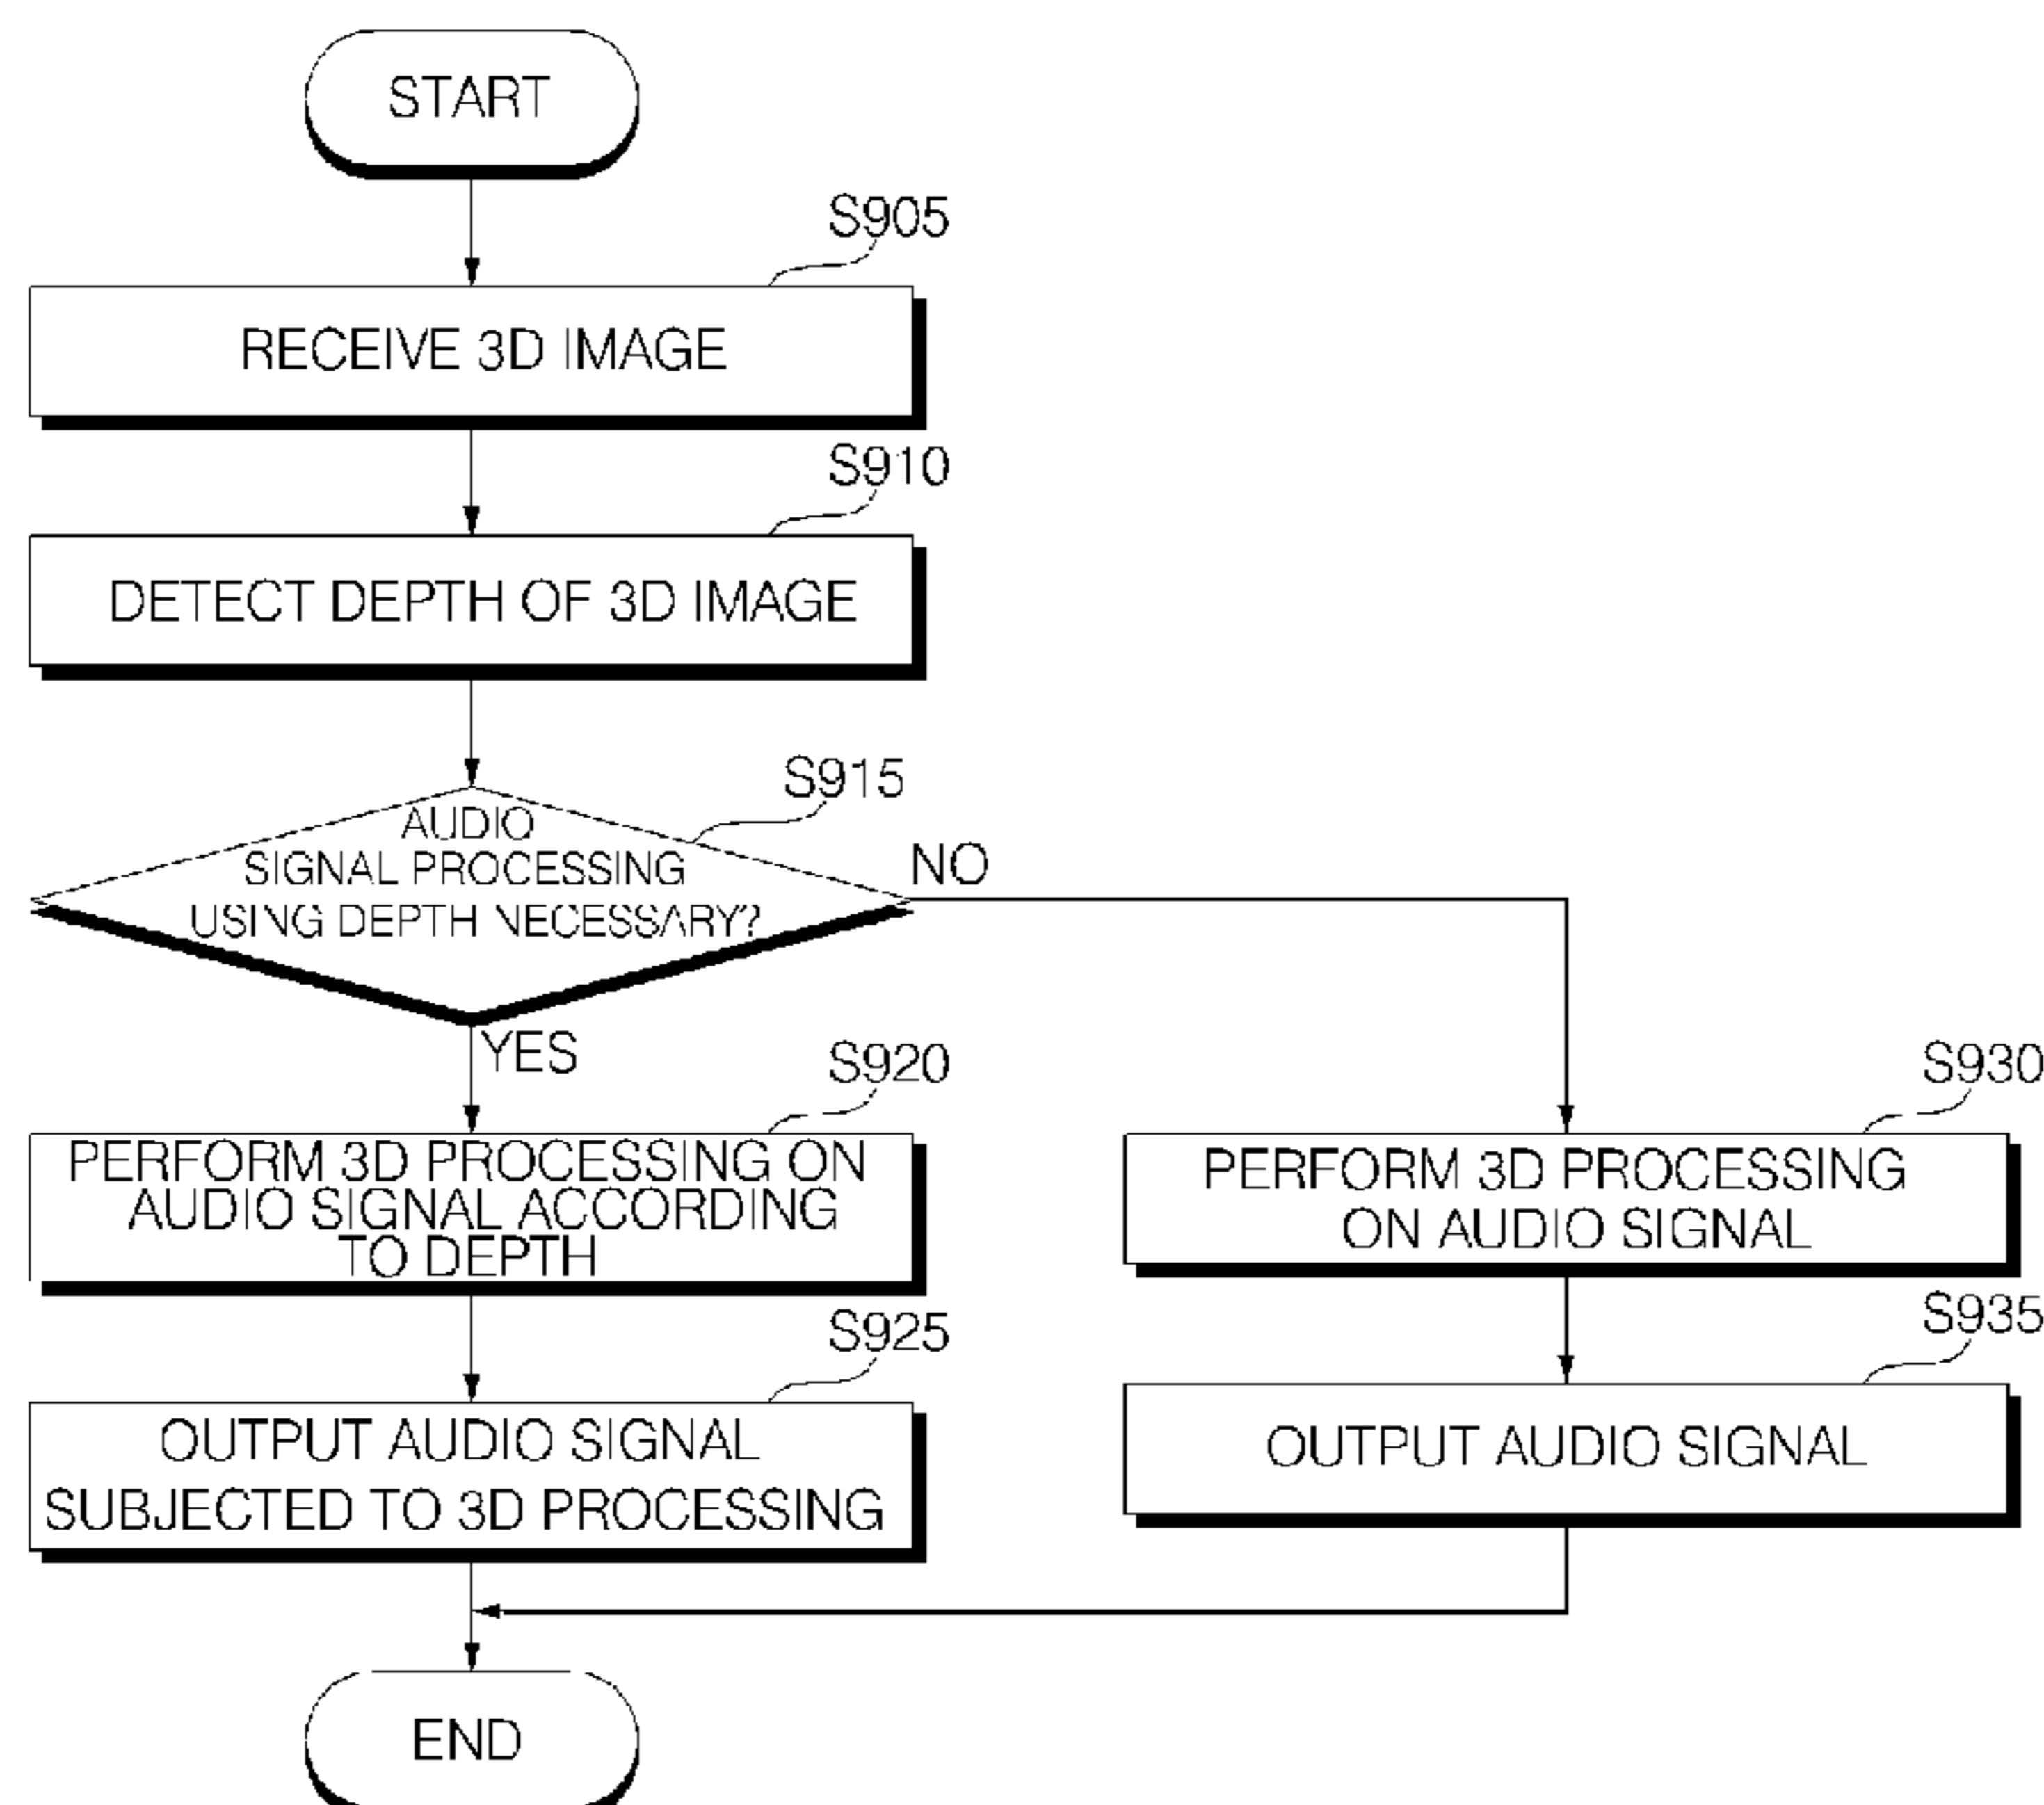 START
S905
RECEIVE 3D IMAGE
S910
DETECT DEPTH OF 3D IMAGE
S915
AUDIO
SIGNAL PROCESSING
USING DEPTH NECESSARY?
NO
YES
S920
PERFORM 3D PROCESSING ON
AUDIO SIGNAL ACCORDING
TO DEPTH
S930
PERFORM 3D PROCESSING
ON AUDIO SIGNAL
S925
OUTPUT AUDIO SIGNAL
SUBJECTED TO 3D PROCESSING
S935
OUTPUT AUDIO SIGNAL
END